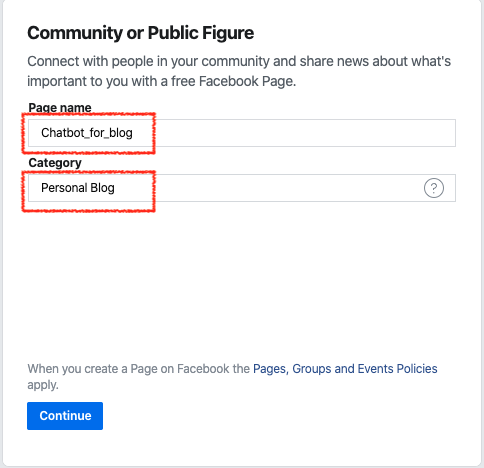 Community or Public Figure
Connect with people in your community and share news about what's
important to you with a free Facebook Page.
Page name
Chatbot_for_blog
Category
Personal Blog
?
When you create a Page on Facebook the Pages, Groups and Events Policies
apply.
Continue